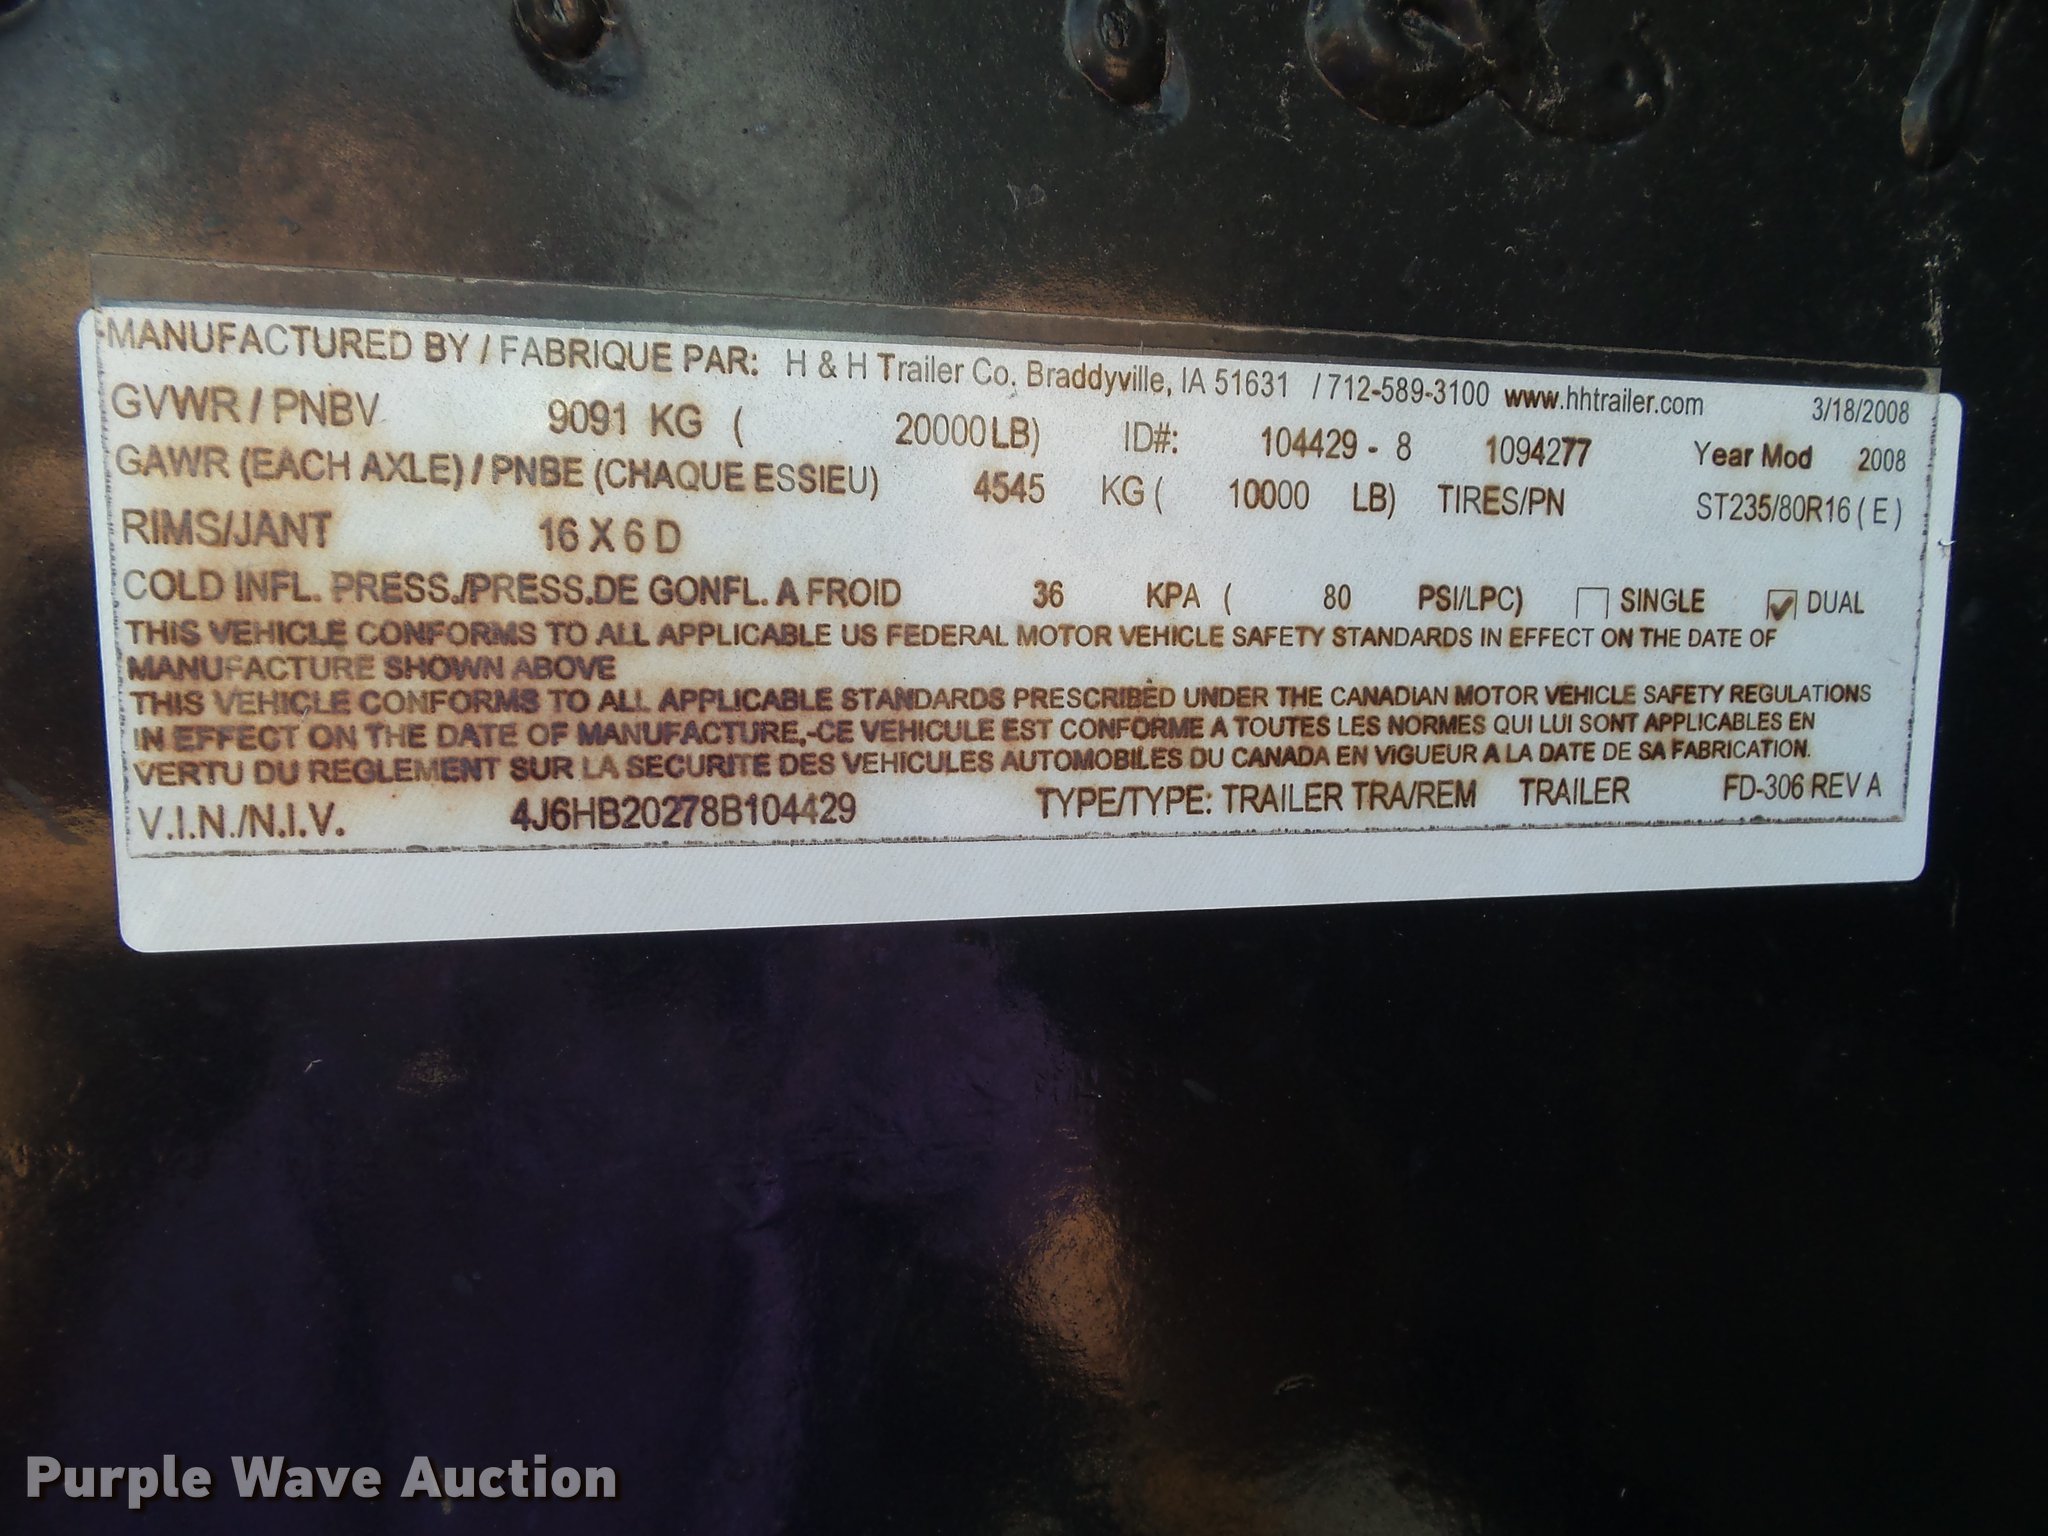 MANUFACTURED BY / FABRIQUE PAR: H & H Trailer Co. Braddyville, IA 51631 / 712-589-3100 www.hhtrailer.com 3/18/2008
GVWR / PNBV 9091 KG ( 20000 LB) ID#: 104429 - 8 1094277 Year Mod 2008
GAWR (EACH AXLE) / PNBE (CHAQUE ESSIEU) 4545 KG ( 10000 LB) TIRES/PN ST235/80R16 ( E )
RIMS/JANT 16 X 6 D
COLD INFL. PRESS./PRESS.DE GONFL. A FROID 36 KPA ( 80 PSI/LPC) SINGLE DUAL
THIS VEHICLE CONFORMS TO ALL APPLICABLE US FEDERAL MOTOR VEHICLE SAFETY STANDARDS IN EFFECT ON THE DATE OF
MANUFACTURE SHOWN ABOVE
THIS VEHICLE CONFORMS TO ALL APPLICABLE STANDARDS PRESCRIBED UNDER THE CANADIAN MOTOR VEHICLE SAFETY REGULATIONS
IN EFFECT ON THE DATE OF MANUFACTURE,-CE VEHICULE EST CONFORME A TOUTES LES NORMES QUI LUI SONT APPLICABLES EN
VERTU DU REGLEMENT SUR LA SECURITE DES VEHICULES AUTOMOBILES DU CANADA EN VIGUEUR A LA DATE DE SA FABRICATION.
V.I.N./N.I.V. 4J6HB20278B104429 TYPE/TYPE: TRAILER TRA/REM TRAILER FD-306 REV A
Purple Wave Auction